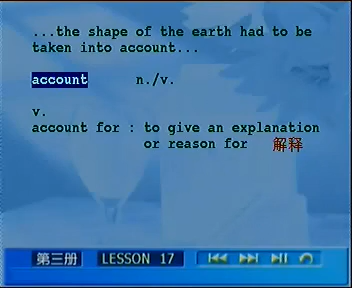 ...the shape of the earth had to be
taken into account...
account n./v.
v.
account for : to give an explanation
or reason for 解释
第三册 LESSON 17